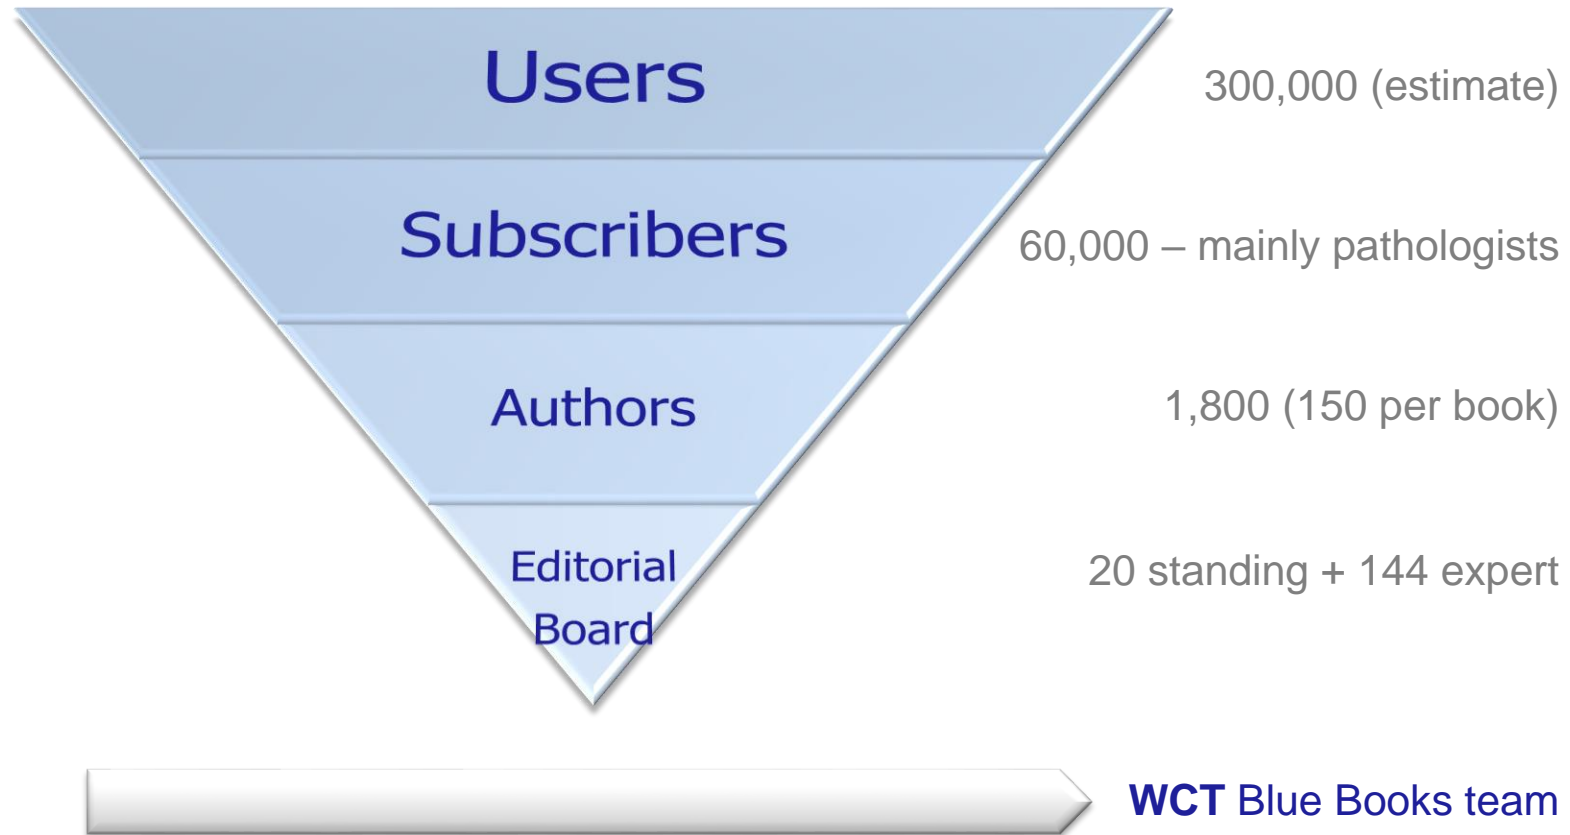 Users
300,000 (estimate)
Subscribers
60,000 – mainly pathologists
Authors
1,800 (150 per book)
Editorial
Board
20 standing + 144 expert
WCT Blue Books team